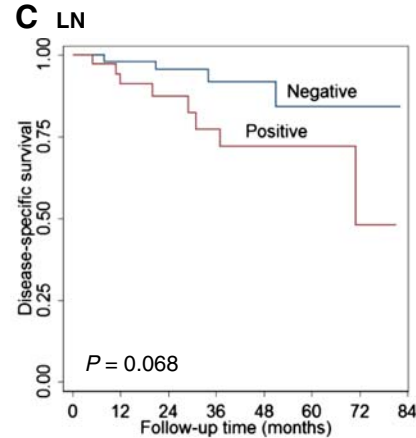 C LN
Disease-specific survival
1.00
0.75
0.50
0.25
0.00
Negative
Positive
P = 0.068
0 12 24 36 48 60 72 84
Follow-up time (months)